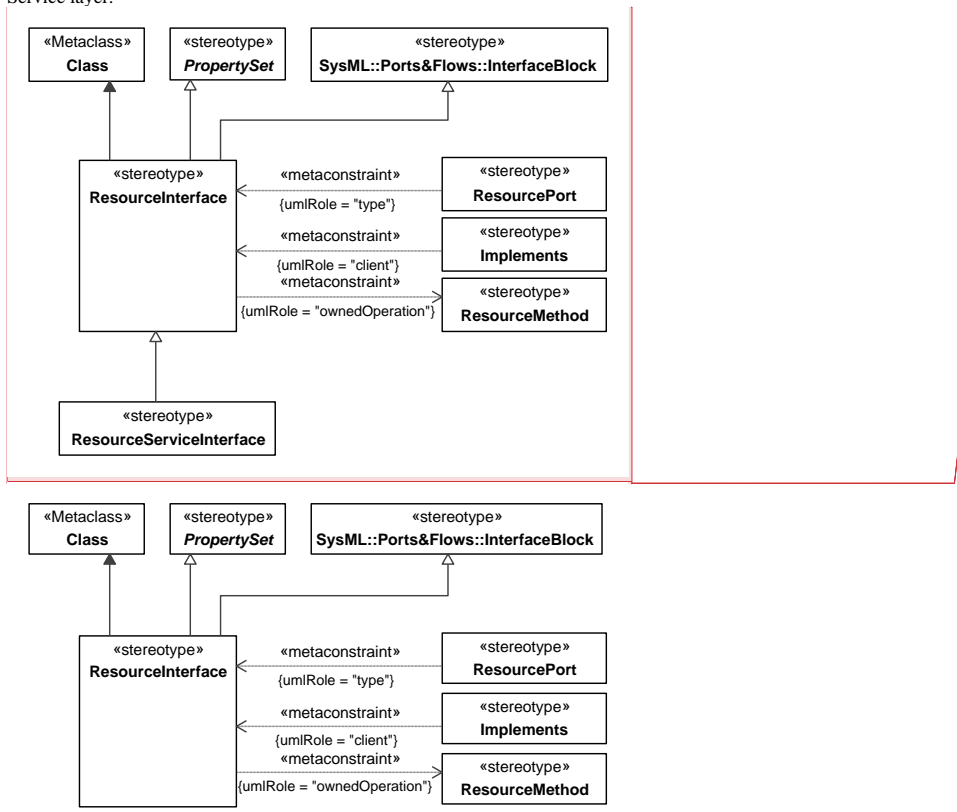 Service layer.
«Metaclass»
Class
«stereotype»
PropertySet
«stereotype»
SysML::Ports&Flows::InterfaceBlock
«stereotype»
ResourceInterface
«metaconstraint»
{umlRole = "type"}
«stereotype»
ResourcePort
«metaconstraint»
{umlRole = "client"}
«stereotype»
Implements
«metaconstraint»
{umlRole = "ownedOperation"}
«stereotype»
ResourceMethod
«stereotype»
ResourceServiceInterface
«Metaclass»
Class
«stereotype»
PropertySet
«stereotype»
SysML::Ports&Flows::InterfaceBlock
«stereotype»
ResourceInterface
«metaconstraint»
{umlRole = "type"}
«stereotype»
ResourcePort
«metaconstraint»
{umlRole = "client"}
«stereotype»
Implements
«metaconstraint»
{umlRole = "ownedOperation"}
«stereotype»
ResourceMethod